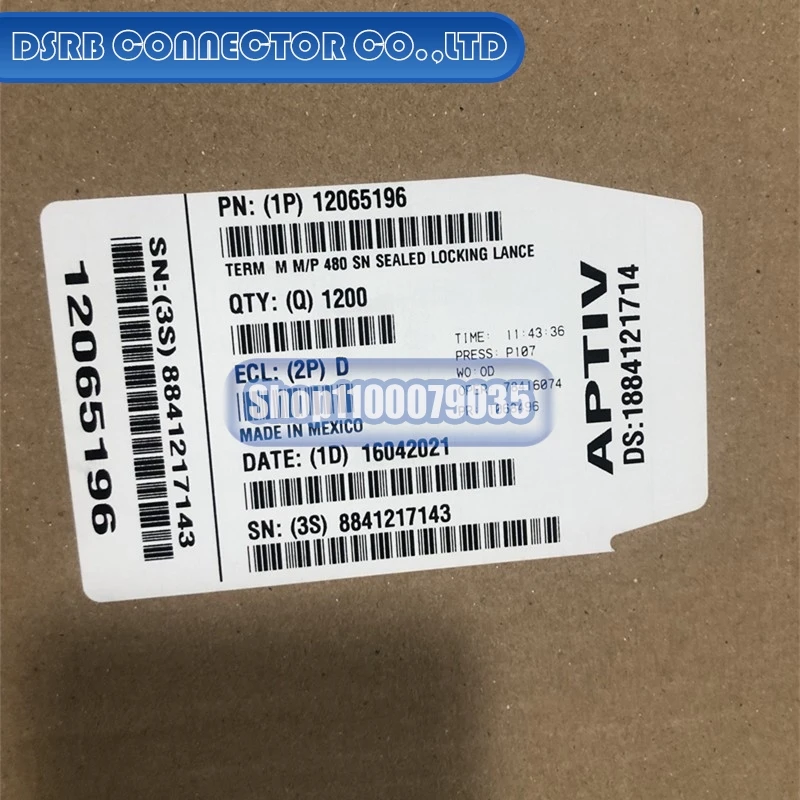 DSRB CONNECTOR CO.,LTD
PN: (1P) 12065196
TERM M M/P 480 SN SEALED LOCKING LANCE
QTY: (Q) 1200
TIME: 11:43:36
PRESS: P107
WO: OD
ECL: (2P) D
Shop1100079035
MADE IN MEXICO
DATE: (1D) 16042021
SN: (3S) 8841217143
SN: (3S) 8841217143
12065196
APTIV
DS:1884121714